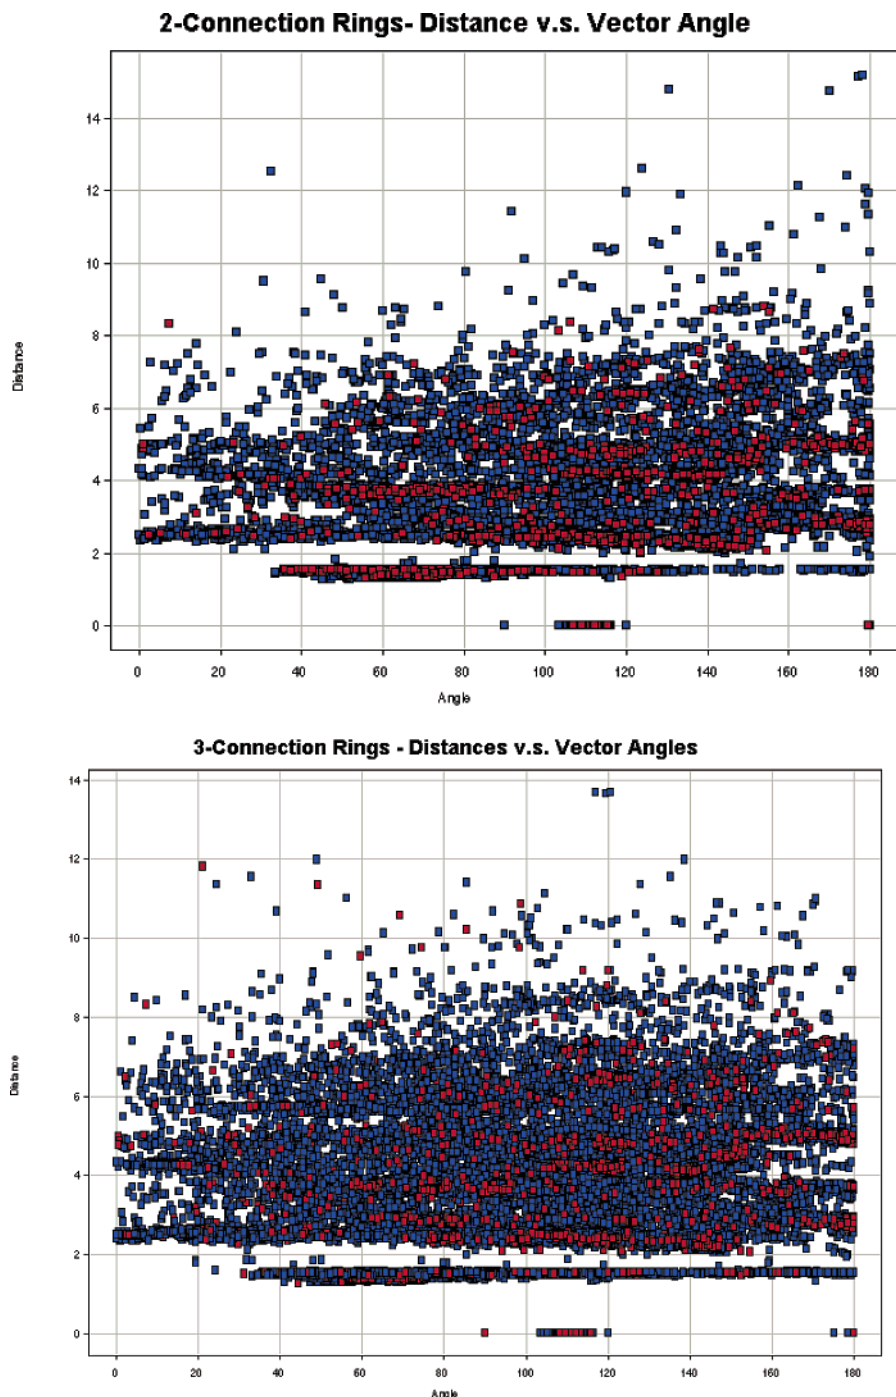 2-Connection Rings- Distance v.s. Vector Angle
14
12
10
8
6
4
2
0
Distance
0 20 40 60 80 100 120 140 160 180
Angle
3-Connection Rings - Distances v.s. Vector Angles
14
12
10
8
6
4
2
0
Distance
0 20 40 60 80 100 120 140 160 180
Angle